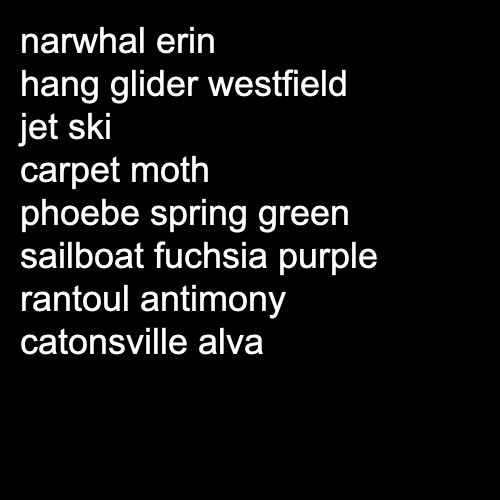 narwhal erin
hang glider westfield
jet ski
carpet moth
phoebe spring green
sailboat fuchsia purple
rantoul antimony
catonsville alva